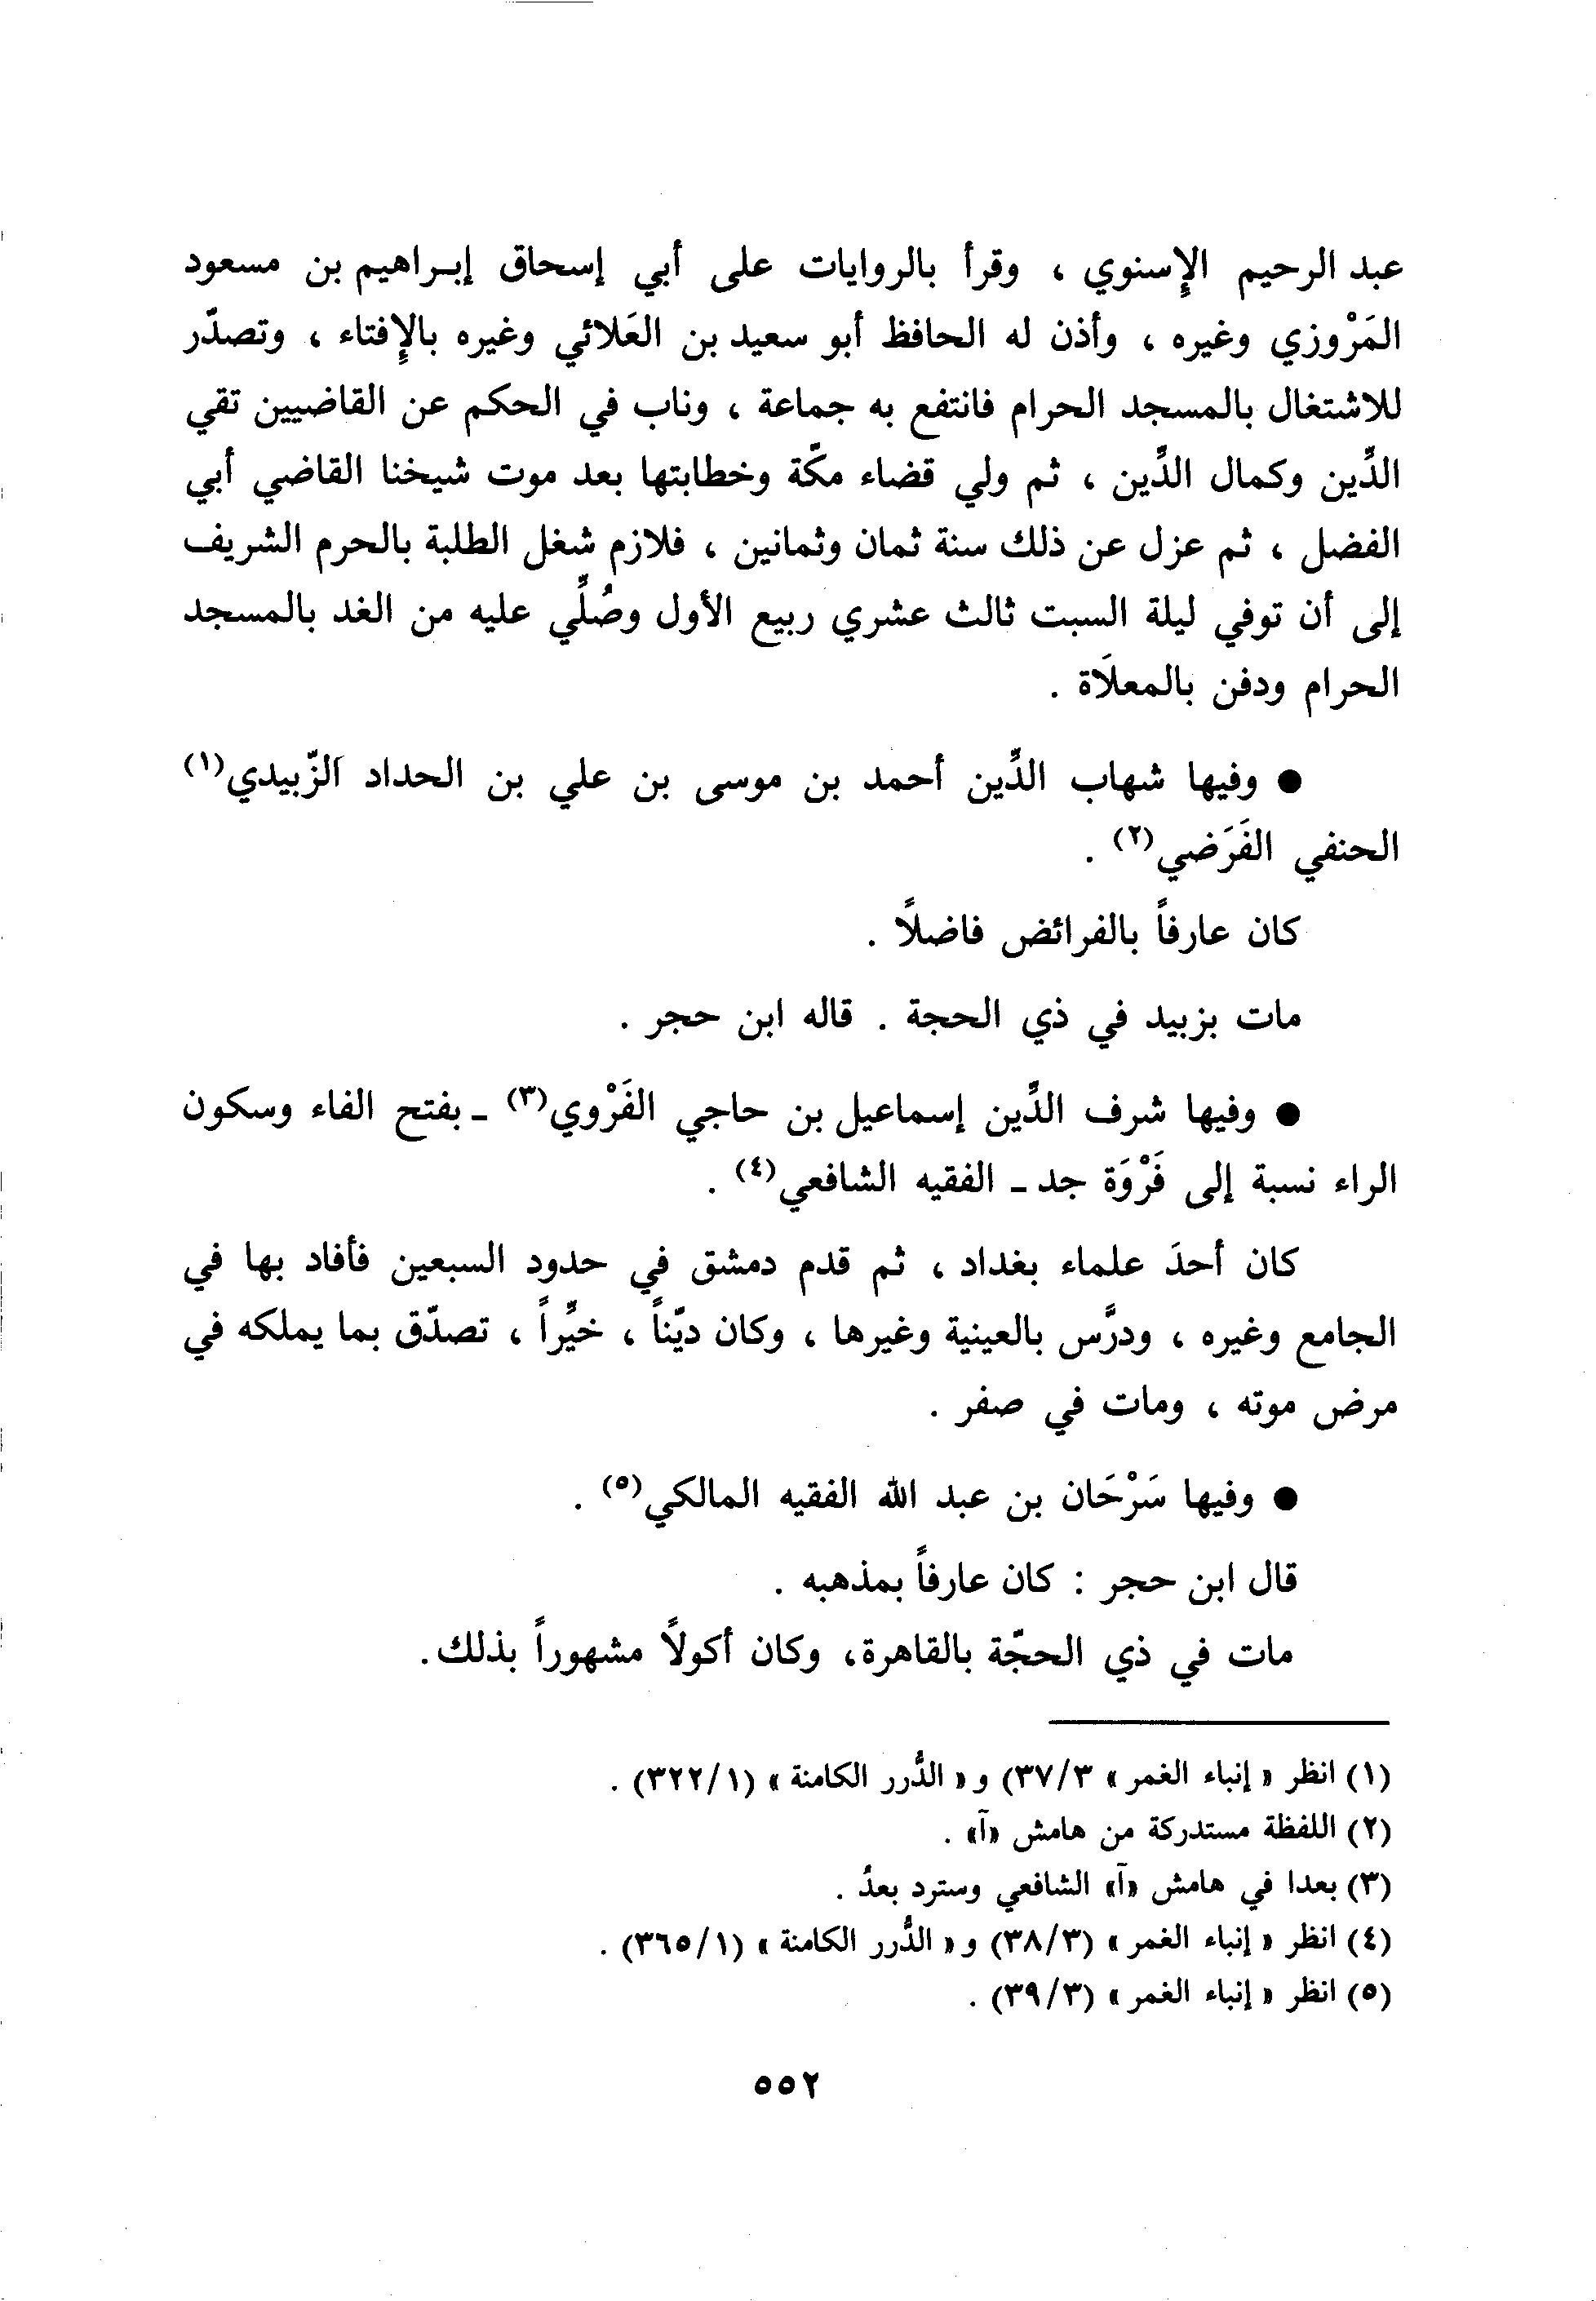 عبد الرحيم الإسنوي ، وقرأ بالروايات على أبي إسحاق إبراهيم بن مسعود
المَرْوزي وغيره ، وأذن له الحافظ أبو سعيد بن العَلائي وغيره بالإفتاء ، وتصدّر
للاشتغال بالمسجد الحرام فانتفع به جماعة ، وناب في الحكم عن القاضيين تقي
الدِّين وكمال الدِّين ، ثم ولي قضاء مكّة وخطابتها بعد موت شيخنا القاضي أبي
الفضل ، ثم عزل عن ذلك سنة ثمان وثمانين ، فلازم شغل الطلبة بالحرم الشريف
إلى أن توفي ليلة السبت ثالث عشري ربيع الأول وصُلِّي عليه من الغد بالمسجد
الحرام ودفن بالمعلَاة .
● وفيها شهاب الدِّين أحمد بن موسى بن علي بن الحداد الزّبيدي(١)
الحنفي الفَرَضي(٢) .
كان عارفاً بالفرائض فاضلاً .
مات بزبيد في ذي الحجة . قاله ابن حجر .
● وفيها شرف الدِّين إسماعيل بن حاجي الفَرْوي(٣) ـ بفتح الفاء وسكون
الراء نسبة إلى فَرْوَة جد ـ الفقيه الشافعي(٤) .
كان أحدَ علماء بغداد ، ثم قدم دمشق في حدود السبعين فأفاد بها في
الجامع وغيره ، ودرَّس بالعينية وغيرها ، وكان ديّناً ، خيِّراً ، تصدّق بما يملكه في
مرض موته ، ومات في صفر .
● وفيها سَرْحَان بن عبد الله الفقيه المالكي(٥) .
قال ابن حجر : كان عارفاً بمذهبه .
مات في ذي الحجّة بالقاهرة، وكان أكولاً مشهوراً بذلك.
(١) انظر « إنباء الغمر » ٣٧/٣) و « الدُّرر الكامنة » (٣٢٢/١) .
(٢) اللفظة مستدركة من هامش «آ» .
(٣) بعدا في هامش «آ» الشافعي وسترد بعدُ .
(٤) انظر « إنباء الغمر » (٣٨/٣) و « الدُّرر الكامنة » (٣٦٥/١) .
(٥) انظر « إنباء الغمر » (٣٩/٣) .
٥٥٢